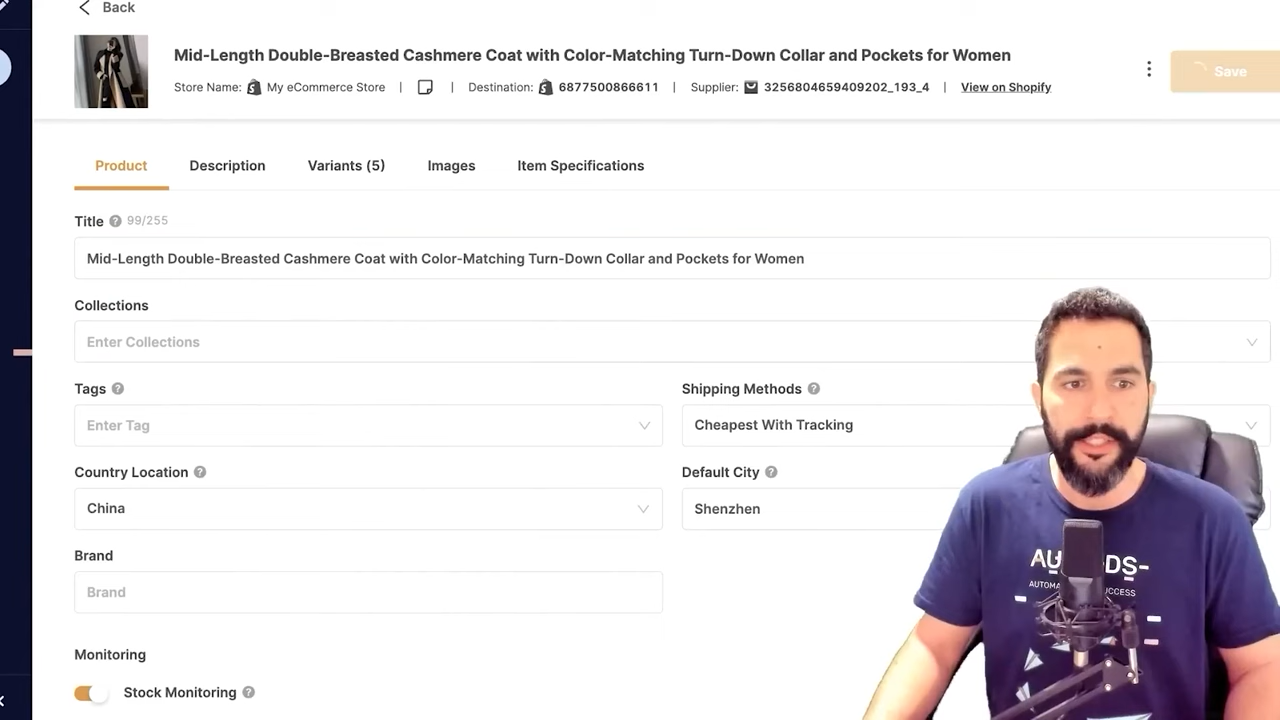 Back
Mid-Length Double-Breasted Cashmere Coat with Color-Matching Turn-Down Collar and Pockets for Women
Save
Store Name: My eCommerce Store | | Destination: 6877500866611 | Supplier: 3256804659409202_193_4 | View on Shopify
Product Description Variants (5) Images Item Specifications
Title 99/255
Mid-Length Double-Breasted Cashmere Coat with Color-Matching Turn-Down Collar and Pockets for Women
Collections
Enter Collections
Tags
Enter Tag
Shipping Methods
Cheapest With Tracking
Country Location
China
Default City
Shenzhen
Brand
Brand
Monitoring
Stock Monitoring